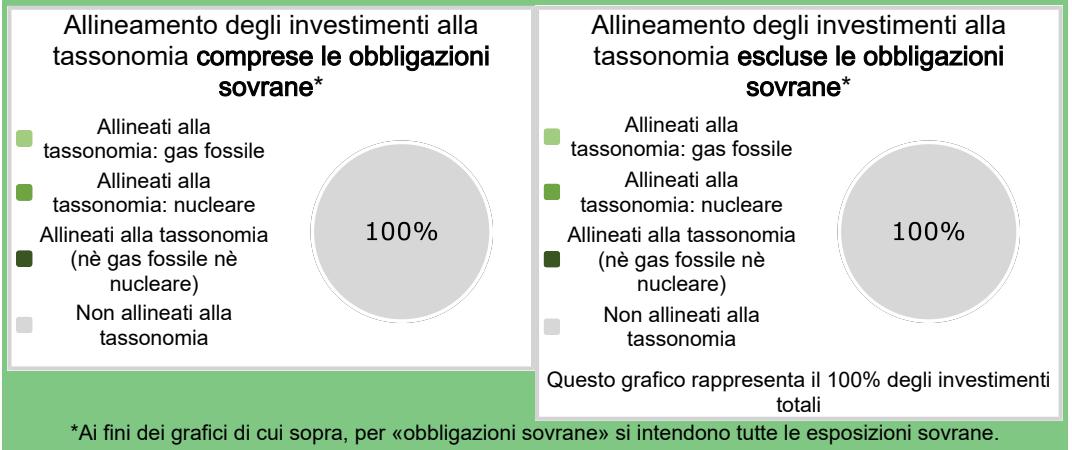 Allineamento degli investimenti alla
tassonomia comprese le obbligazioni
sovrane*
Allineati alla
tassonomia: gas fossile
Allineati alla
tassonomia: nucleare
Allineati alla tassonomia
(nè gas fossile nè
nucleare)
Non allineati alla
tassonomia
100%
Allineamento degli investimenti alla
tassonomia escluse le obbligazioni
sovrane*
Allineati alla
tassonomia: gas fossile
Allineati alla
tassonomia: nucleare
Allineati alla tassonomia
(nè gas fossile nè
nucleare)
Non allineati alla
tassonomia
100%
Questo grafico rappresenta il 100% degli investimenti
totali
*Ai fini dei grafici di cui sopra, per «obbligazioni sovrane» si intendono tutte le esposizioni sovrane.